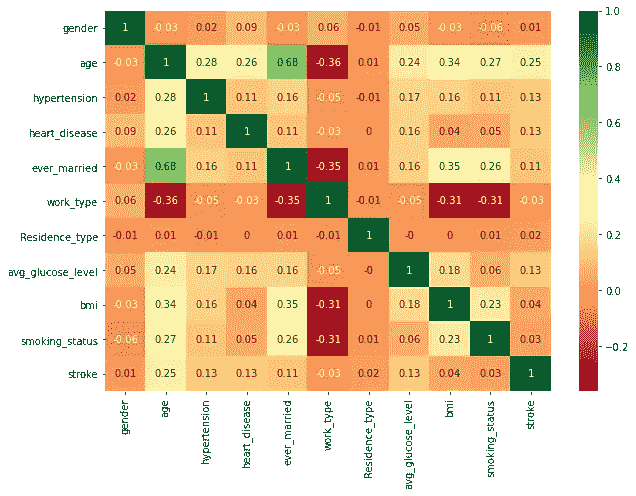 gender 1 -0.03 0.02 0.09 -0.03 0.06 -0.01 0.05 -0.03 -0.06 0.01
age -0.03 1 0.28 0.26 0.68 -0.36 0.01 0.24 0.34 0.27 0.25
hypertension 0.02 0.28 1 0.11 0.16 -0.05 -0.01 0.17 0.16 0.11 0.13
heart_disease 0.09 0.26 0.11 1 0.11 -0.03 0 0.16 0.04 0.05 0.13
ever_married -0.03 0.68 0.16 0.11 1 -0.35 0.01 0.16 0.35 0.26 0.11
work_type 0.06 -0.36 -0.05 -0.03 -0.35 1 -0.01 -0.05 -0.31 -0.31 -0.03
Residence_type -0.01 0.01 -0.01 0 0.01 -0.01 1 -0 0 0.01 0.02
avg_glucose_level 0.05 0.24 0.17 0.16 0.16 -0.05 -0 1 0.18 0.06 0.13
bmi -0.03 0.34 0.16 0.04 0.35 -0.31 0 0.18 1 0.23 0.04
smoking_status -0.06 0.27 0.11 0.05 0.26 -0.31 0.01 0.06 0.23 1 0.03
stroke 0.01 0.25 0.13 0.13 0.11 -0.03 0.02 0.13 0.04 0.03 1
gender
age
hypertension
heart_disease
ever_married
work_type
Residence_type
avg_glucose_level
bmi
smoking_status
stroke
1.0
0.8
0.6
0.4
0.2
0.0
−0.2